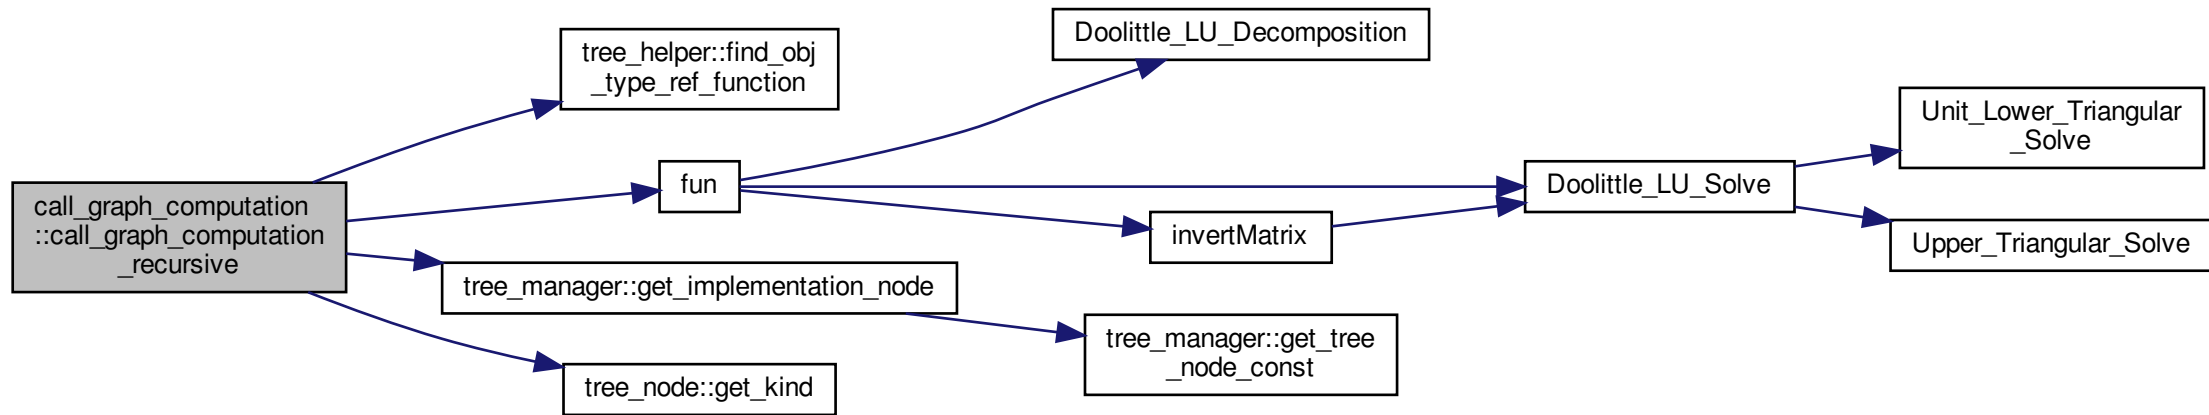 call_graph_computation
::call_graph_computation
_recursive
tree_helper::find_obj
_type_ref_function
fun
tree_manager::get_implementation_node
tree_node::get_kind
Doolittle_LU_Decomposition
invertMatrix
tree_manager::get_tree
_node_const
Doolittle_LU_Solve
Unit_Lower_Triangular
_Solve
Upper_Triangular_Solve